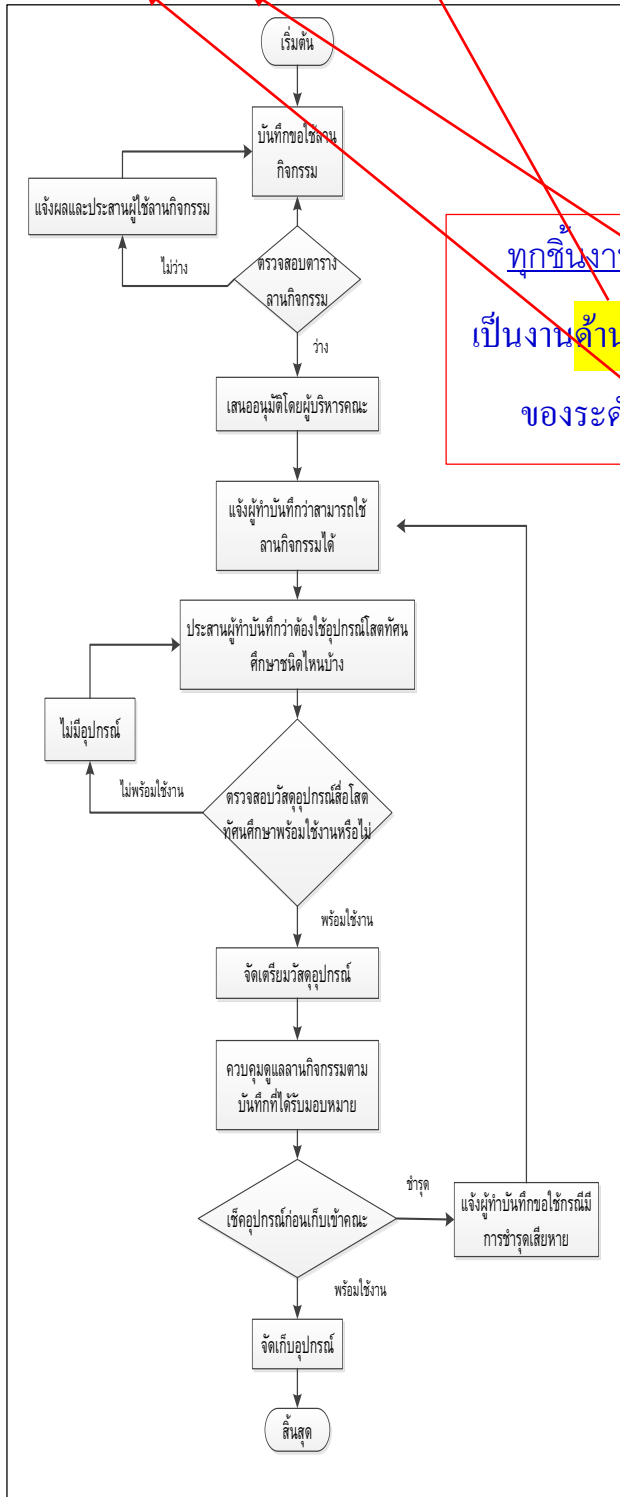 เริ่มต้น
บันทึกขอใช้ลาน
กิจกรรม
แจ้งผลและประสานผู้ใช้ลานกิจกรรม
ไม่ว่าง
ตรวจสอบตาราง
ลานกิจกรรม
ว่าง
ทุกชิ้นงา
เป็นงานด้าน
ของระดั
เสนออนุมัติโดยผู้บริหารคณะ
แจ้งผู้ทำบันทึกว่าสามารถใช้
ลานกิจกรรมได้
ประสานผู้ทำบันทึกว่าต้องใช้อุปกรณ์โสตทัศน
ศึกษาชนิดไหนบ้าง
ไม่มีอุปกรณ์
ไม่พร้อมใช้งาน
ตรวจสอบวัสดุอุปกรณ์สื่อโสต
ทัศนศึกษาพร้อมใช้งานหรือไม่
พร้อมใช้งาน
จัดเตรียมวัสดุอุปกรณ์
ควบคุมดูแลลานกิจกรรมตาม
บันทึกที่ได้รับมอบหมาย
เช็คอุปกรณ์ก่อนเก็บเข้าคณะ
ชำรุด
แจ้งผู้ทำบันทึกขอใช้กรณีมี
การชำรุดเสียหาย
พร้อมใช้งาน
จัดเก็บอุปกรณ์
สิ้นสุด